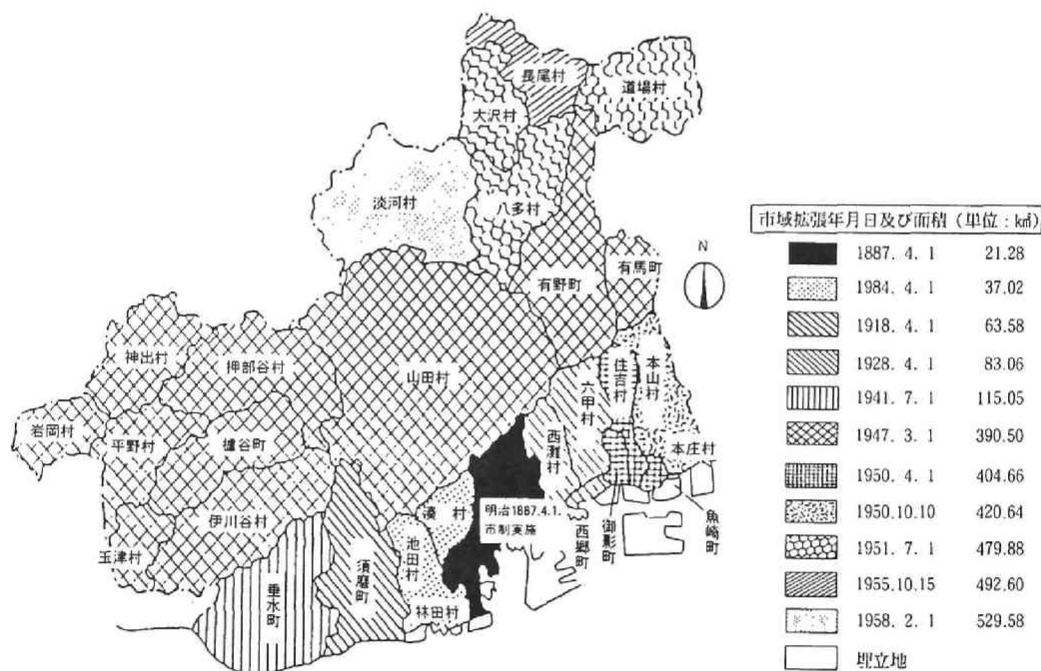 長尾村
道場村
大沢村
淡河村
八多村
N
有馬町
有野町
神出村
押部谷村
山田村
住吉村
本山村
六甲村
岩岡村
平野村
櫨谷町
西灘村
本庄村
伊川谷村
湊村
明治1887.4.1.
市制実施
魚崎町
御影町
西郷町
玉津村
池田村
須磨町
垂水町
林田村
市域拡張年月日及び面積(単位:k㎡)
1887. 4. 1 21.28
1984. 4. 1 37.02
1918. 4. 1 63.58
1928. 4. 1 83.06
1941. 7. 1 115.05
1947. 3. 1 390.50
1950. 4. 1 404.66
1950.10.10 420.64
1951. 7. 1 479.88
1955.10.15 492.60
1958. 2. 1 529.58
埋立地